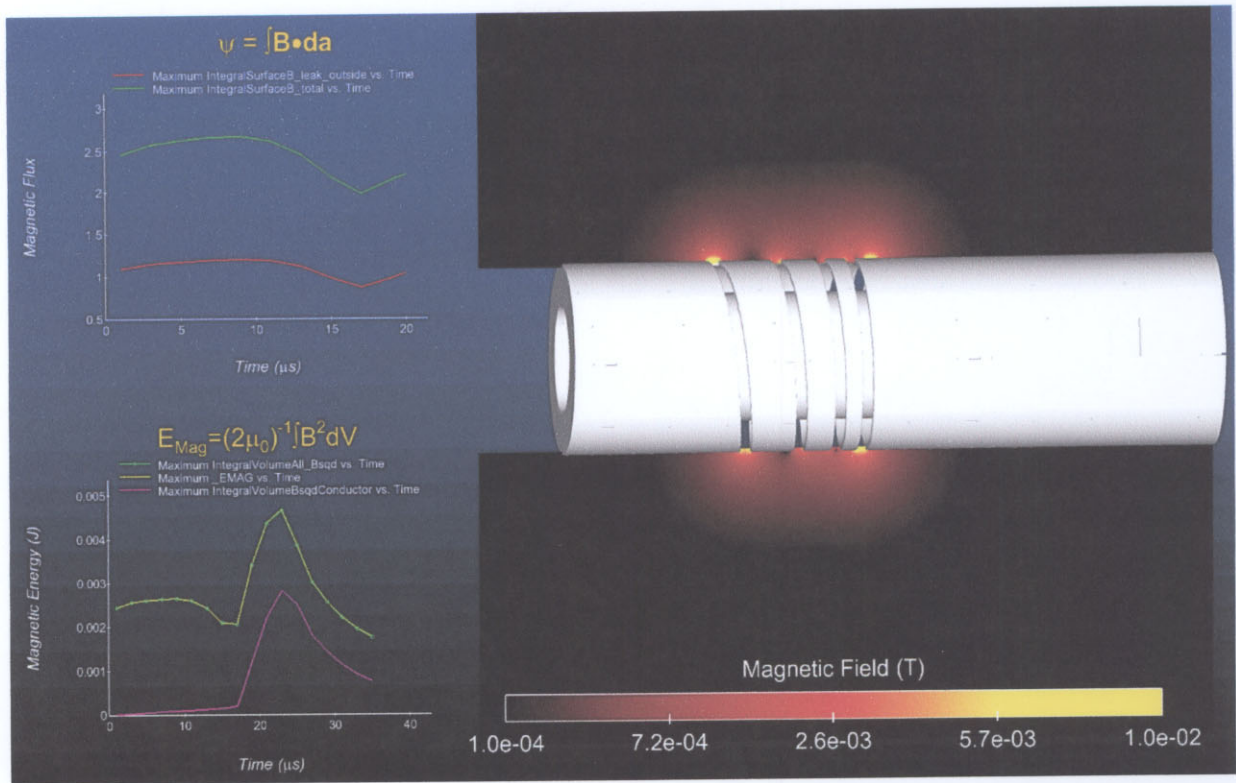 ψ = ∫B•da
Maximum IntegralSurfaceB_leak_outside vs. Time
Maximum IntegralSurfaceB_total vs. Time
3
2.5
2
1.5
1
0.5
Magnetic Flux
0 5 10 15 20
Time (μs)
E_Mag=(2μ₀)⁻¹∫B²dV
Maximum IntegralVolumeAll_Bsqd vs. Time
Maximum _EMAG vs. Time
Maximum IntegralVolumeBsqdConductor vs. Time
0.005
0.004
0.003
0.002
0.001
0
Magnetic Energy (J)
0 10 20 30 40
Time (μs)
Magnetic Field (T)
1.0e-04 7.2e-04 2.6e-03 5.7e-03 1.0e-02